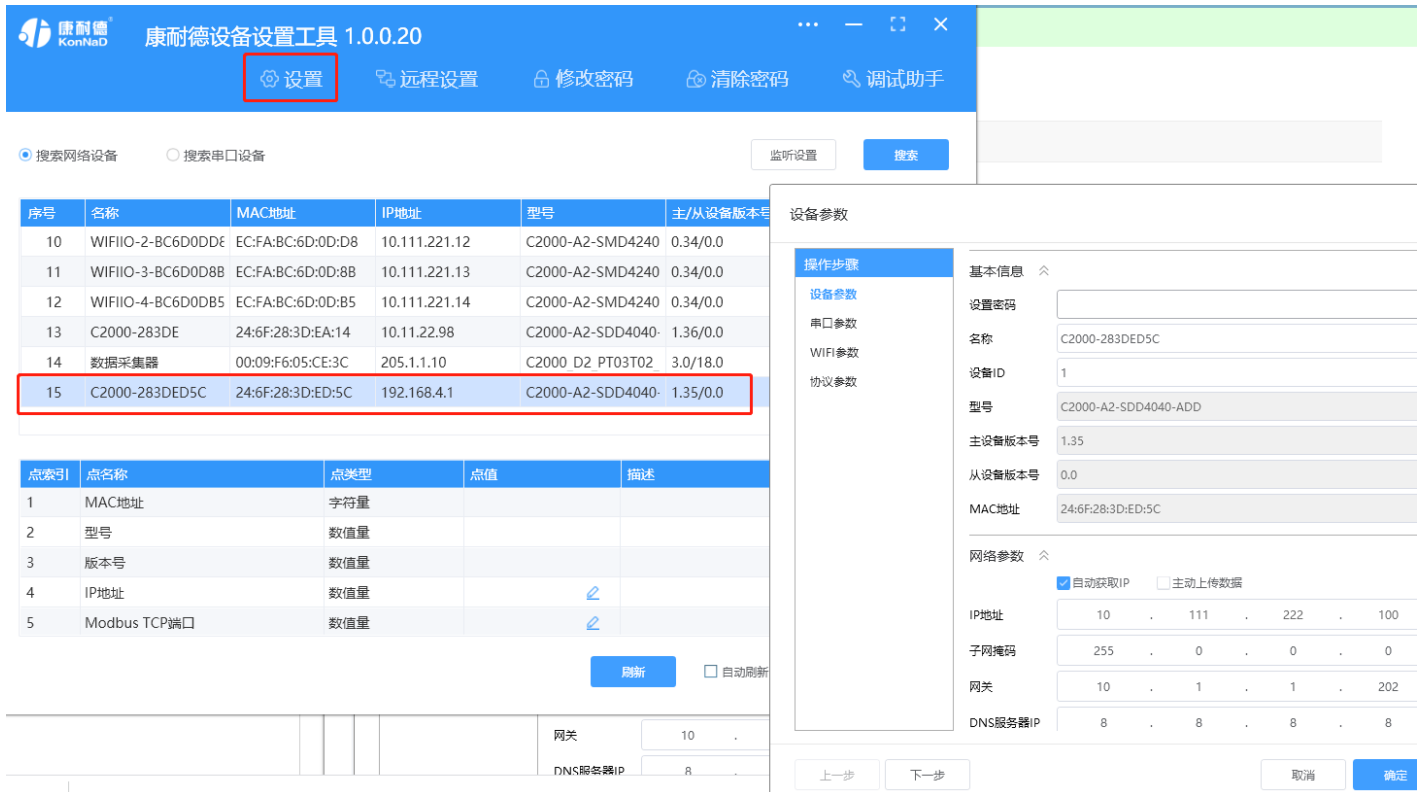 康耐德
KonNaD
康耐德设备设置工具 1.0.0.20
设置 远程设置 修改密码 清除密码 调试助手
搜索网络设备 搜索串口设备 监听设置 搜索
序号 名称 MAC地址 IP地址 型号 主/从设备版本号
10 WIFIIO-2-BC6D0DD8 EC:FA:BC:6D:0D:D8 10.111.221.12 C2000-A2-SMD4240 0.34/0.0
11 WIFIIO-3-BC6D0D8B EC:FA:BC:6D:0D:8B 10.111.221.13 C2000-A2-SMD4240 0.34/0.0
12 WIFIIO-4-BC6D0DB5 EC:FA:BC:6D:0D:B5 10.111.221.14 C2000-A2-SMD4240 0.34/0.0
13 C2000-283DE 24:6F:28:3D:EA:14 10.11.22.98 C2000-A2-SDD4040- 1.36/0.0
14 数据采集器 00:09:F6:05:CE:3C 205.1.1.10 C2000_D2_PT03T02_ 3.0/18.0
15 C2000-283DED5C 24:6F:28:3D:ED:5C 192.168.4.1 C2000-A2-SDD4040- 1.35/0.0
点索引 点名称 点类型 点值 描述
1 MAC地址 字符量
2 型号 数值量
3 版本号 数值量
4 IP地址 数值量
5 Modbus TCP端口 数值量
刷新 自动刷新
网关 10 .
DNS服务器IP 8 .
设备参数
操作步骤
设备参数
串口参数
WIFI参数
协议参数
基本信息
设置密码
名称 C2000-283DED5C
设备ID 1
型号 C2000-A2-SDD4040-ADD
主设备版本号 1.35
从设备版本号 0.0
MAC地址 24:6F:28:3D:ED:5C
网络参数
自动获取IP 主动上传数据
IP地址 10 . 111 . 222 . 100
子网掩码 255 . 0 . 0 . 0
网关 10 . 1 . 1 . 202
DNS服务器IP 8 . 8 . 8 . 8
上一步 下一步 取消 确定